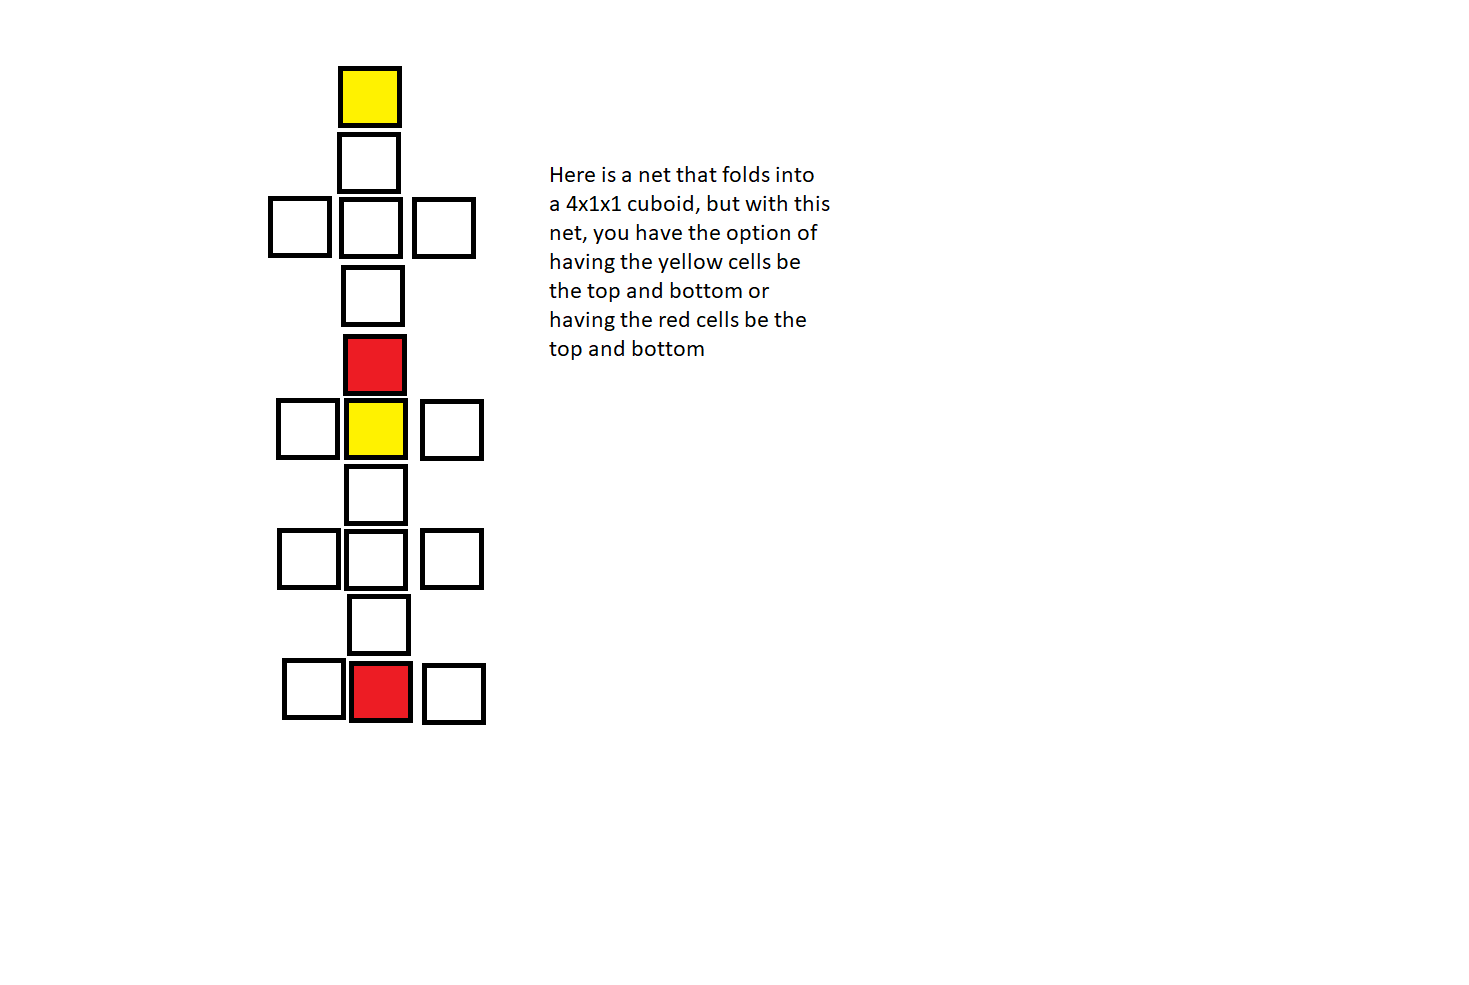 Here is a net that folds into
a 4x1x1 cuboid, but with this
net, you have the option of
having the yellow cells be
the top and bottom or
having the red cells be the
top and bottom